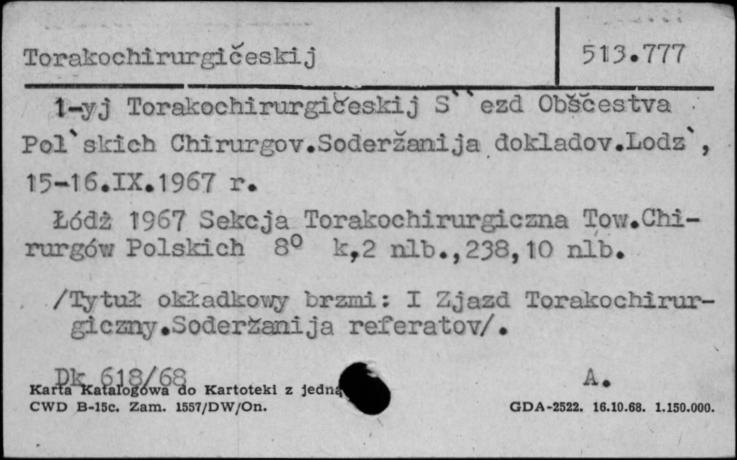 Torakochirurgičeskij 513.777
1-yj Torakochirurgičeskij S``ezd Obščestva
Pol`skich Chirurgov.Soderžanija dokladov.Lodz`,
15-16.IX.1967 r.
Łódź 1967 Sekcja Torakochirurgiczna Tow.Chi-
rurgów Polskich 8° k,2 nlb.,238,10 nlb.
/Tytuł okładkowy brzmi: I Zjazd Torakochirur-
giczny.Soderžanija referatov/.
Dk 618/68 A.
Karta Katalogowa do Kartoteki z jedną
CWD B-15c. Zam. 1557/DW/On. GDA-2522. 16.10.68. 1.150.000.